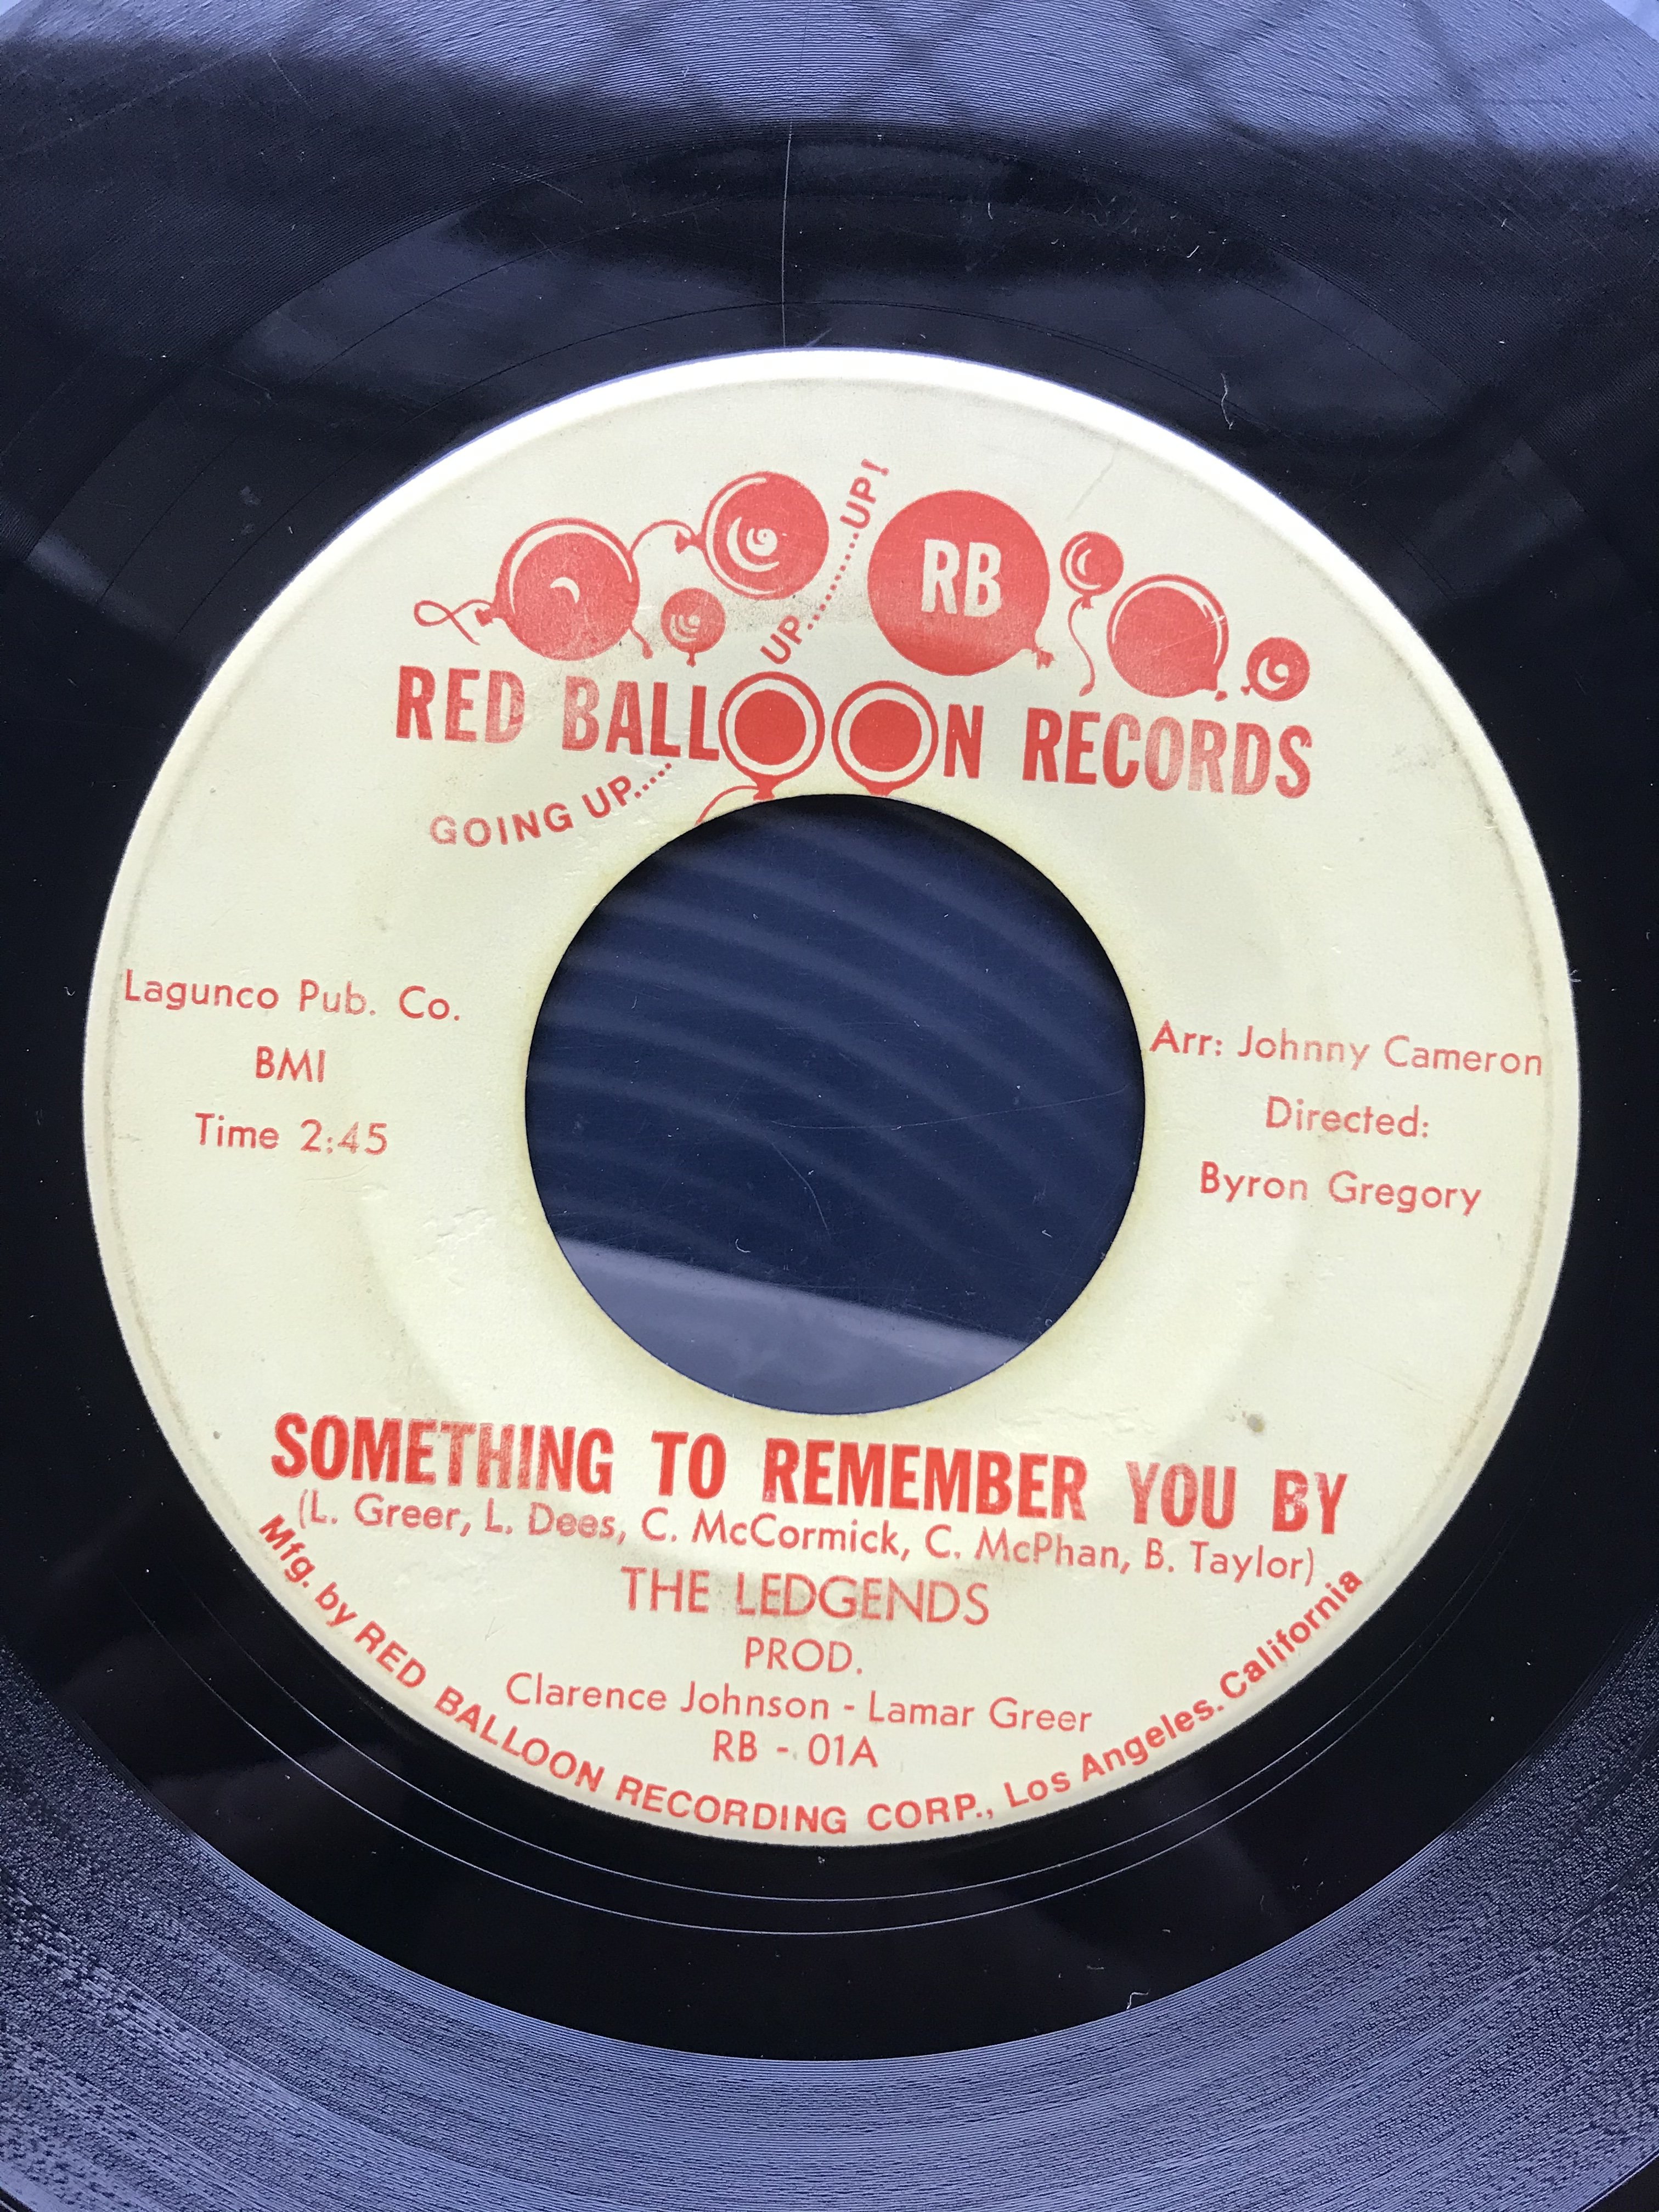 RB
RED BALLOON RECORDS
GOING UP..... UP.......UP!
Lagunco Pub. Co.
BMI
Time 2:45
Arr: Johnny Cameron
Directed:
Byron Gregory
SOMETHING TO REMEMBER YOU BY
(L. Greer, L. Dees, C. McCormick, C. McPhan, B. Taylor)
THE LEDGENDS
PROD.
Clarence Johnson - Lamar Greer
RB - 01A
Mfg. by RED BALLOON RECORDING CORP., Los Angeles. California